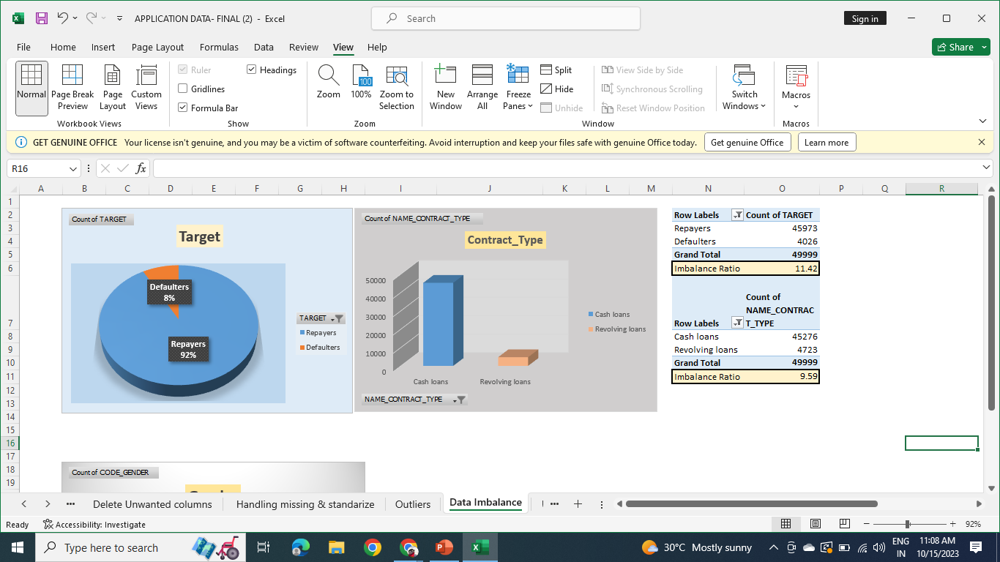 APPLICATION DATA- FINAL (2) - Excel
Search
Sign in
File Home Insert Page Layout Formulas Data Review View Help
Share
Normal
Page Break Preview
Page Layout
Custom Views
Workbook Views
Ruler
Gridlines
Formula Bar
Headings
Show
Zoom
100
100%
Zoom to Selection
Zoom
New Window
Arrange All
Freeze Panes
Split
Hide
Unhide
View Side by Side
Synchronous Scrolling
Reset Window Position
Window
Switch Windows
Macros
Macros
GET GENUINE OFFICE Your license isn't genuine, and you may be a victim of software counterfeiting. Avoid interruption and keep your files safe with genuine Office today. Get genuine Office Learn more
R16
fx
A B C D E F G H I J K L M N O P Q R
1
2
3
4
5
6
7
8
9
10
11
12
13
14
15
16
17
18
19
Count of TARGET
Target
Defaulters
8%
Repayers
92%
TARGET
Repayers
Defaulters
Count of NAME_CONTRACT_TYPE
Contract_Type
50000
40000
30000
20000
10000
0
Cash loans
Revolving loans
Cash loans
Revolving loans
NAME_CONTRACT_TYPE
Row Labels Count of TARGET
Repayers 45973
Defaulters 4026
Grand Total 49999
Imbalance Ratio 11.42
Count of
NAME_CONTRAC
Row Labels T_TYPE
Cash loans 45276
Revolving loans 4723
Grand Total 49999
Imbalance Ratio 9.59
Count of CODE_GENDER
Delete Unwanted columns Handling missing & standarize Outliers Data Imbalance
Ready Accessibility: Investigate
92%
Type here to search
30°C Mostly sunny
ENG
IN
11:08 AM
10/15/2023